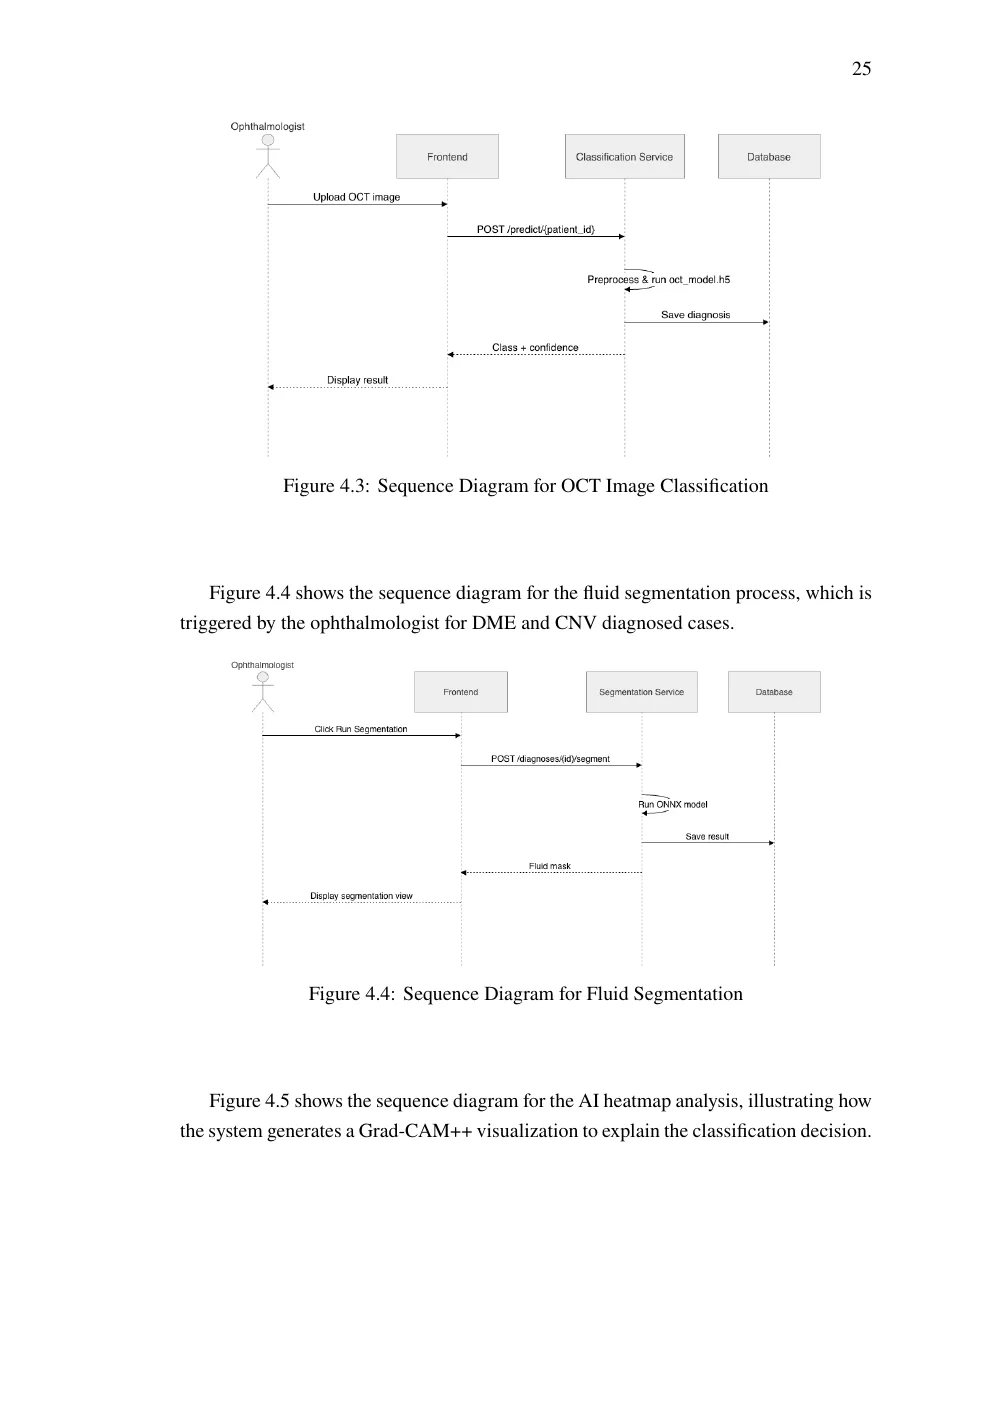 25
Ophthalmologist
Frontend
Classification Service
Database
Upload OCT image
POST /predict/{patient_id}
Preprocess & run oct_model.h5
Save diagnosis
Class + confidence
Display result
Figure 4.3: Sequence Diagram for OCT Image Classification
Figure 4.4 shows the sequence diagram for the fluid segmentation process, which is
triggered by the ophthalmologist for DME and CNV diagnosed cases.
Ophthalmologist
Frontend
Segmentation Service
Database
Click Run Segmentation
POST /diagnoses/{id}/segment
Run ONNX model
Save result
Fluid mask
Display segmentation view
Figure 4.4: Sequence Diagram for Fluid Segmentation
Figure 4.5 shows the sequence diagram for the AI heatmap analysis, illustrating how
the system generates a Grad-CAM++ visualization to explain the classification decision.